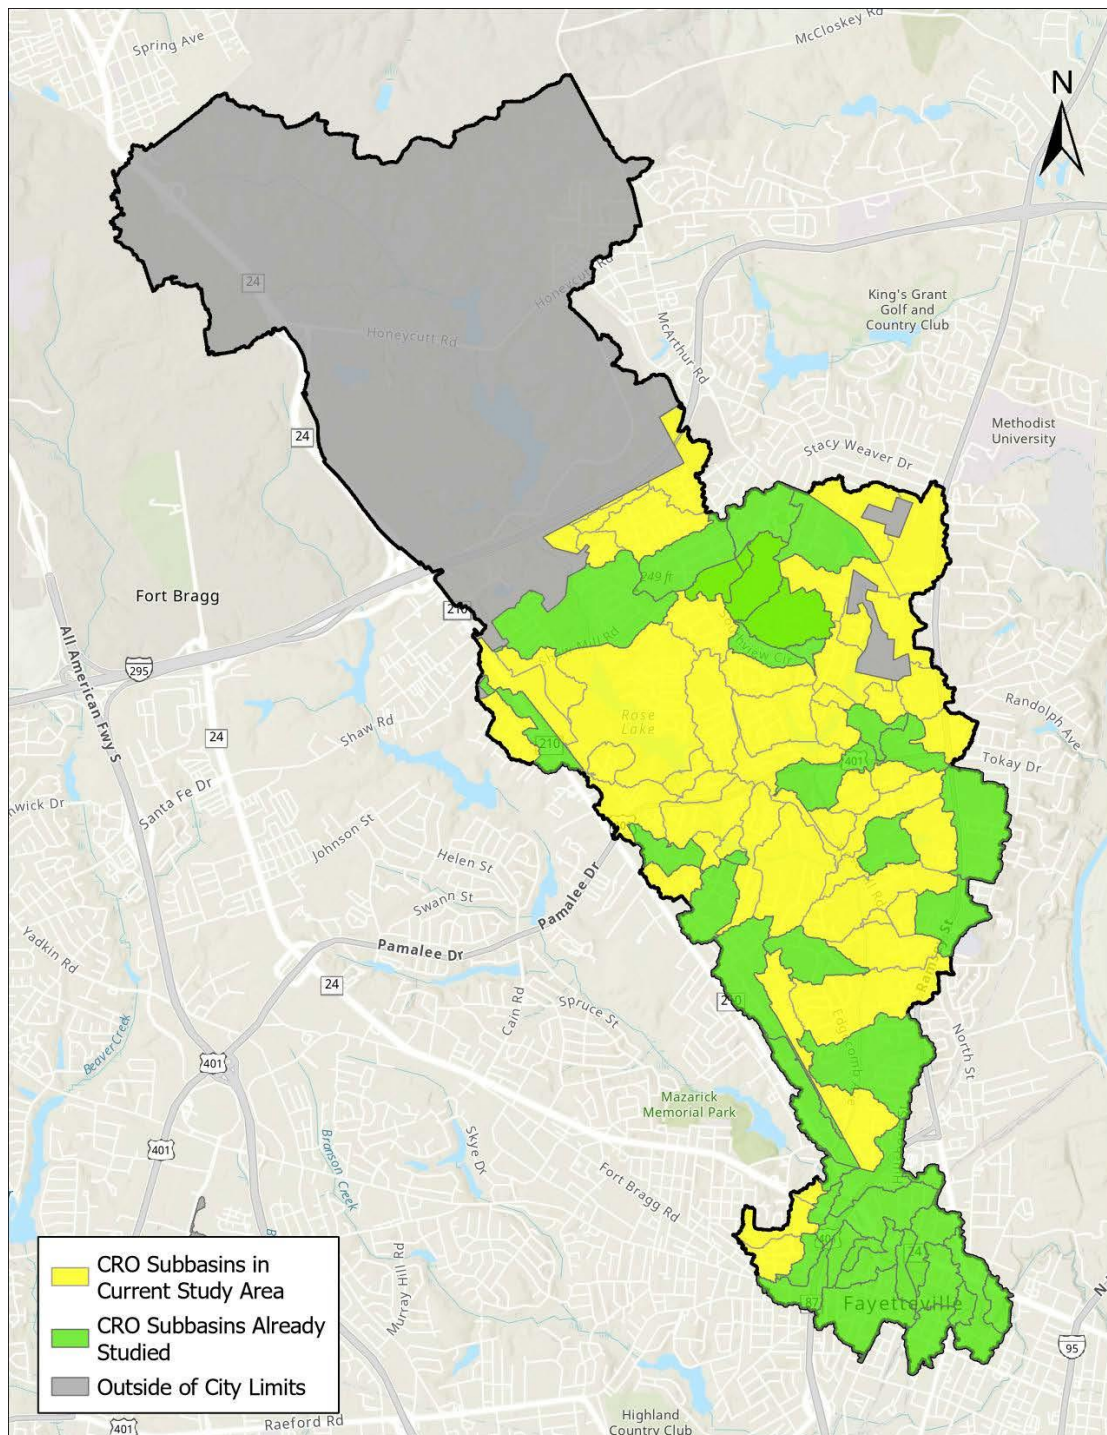 Spring Ave
McCloskey Rd
N
24
Honeycutt Rd
Honeycutt Rd
King's Grant
Golf and
Country Club
McArthur Rd
Methodist
University
24
Stacy Weaver Dr
249 ft
Fort Bragg
210
All American Fwy S
295
Randolph Ave
Shaw Rd
Rose
Lake
24
210
Tokay Dr
401
Santa Fe Dr
Johnson St
Helen St
Swann St
Pamalee Dr
Pamalee Dr
Yadkin Rd
24
Cain Rd
Spruce St
210
Ramsey St
North St
Beaver Creek
401
Mazarick
Memorial Park
401
Branson Creek
Skye Dr
Fort Bragg Rd
401
24
Murray Hill Rd
87
Fayetteville
95
CRO Subbasins in
Current Study Area
CRO Subbasins Already
Studied
Outside of City Limits
401
Raeford Rd
Highland
Country Club